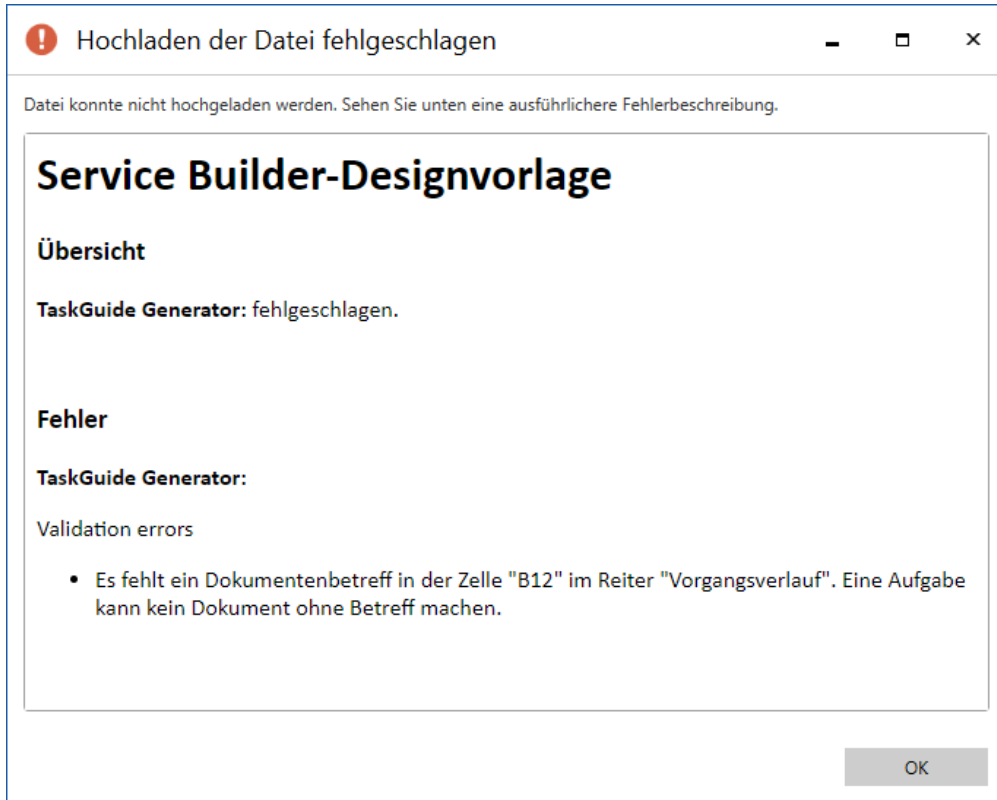 Hochladen der Datei fehlgeschlagen
Datei konnte nicht hochgeladen werden. Sehen Sie unten eine ausführlichere Fehlerbeschreibung.
Service Builder-Designvorlage
Übersicht
TaskGuide Generator: fehlgeschlagen.
Fehler
TaskGuide Generator:
Validation errors
• Es fehlt ein Dokumentenbetreff in der Zelle "B12" im Reiter "Vorgangsverlauf". Eine Aufgabe
kann kein Dokument ohne Betreff machen.
OK